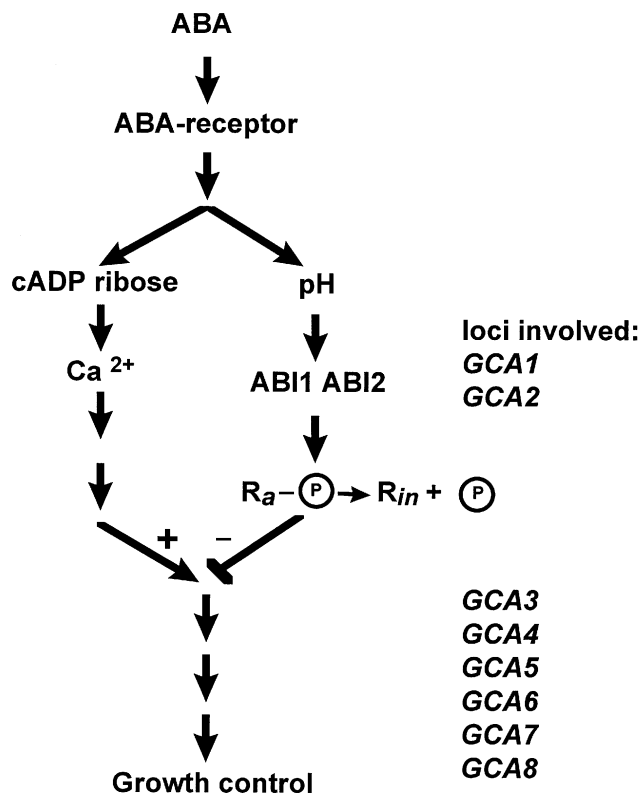 ABA
ABA-receptor
cADP ribose
pH
loci involved:
Ca 2+
ABI1 ABI2
GCA1
GCA2
Ra – P
Rin + P
+ –
GCA3
GCA4
GCA5
GCA6
GCA7
GCA8
Growth control